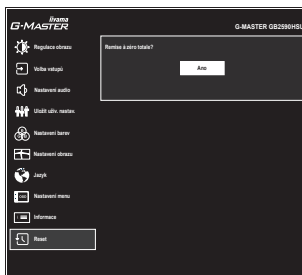 iiyama
G-MASTER
G-MASTER GB2590HSU
Regulace obrazu
Remise à zéro totale?
Ano
Volba vstupů
Nastavení audio
Uložit uživ. nastav.
Nastavení barev
Nastavení obrazu
Jazyk
OSD
Nastavení menu
Informace
Reset